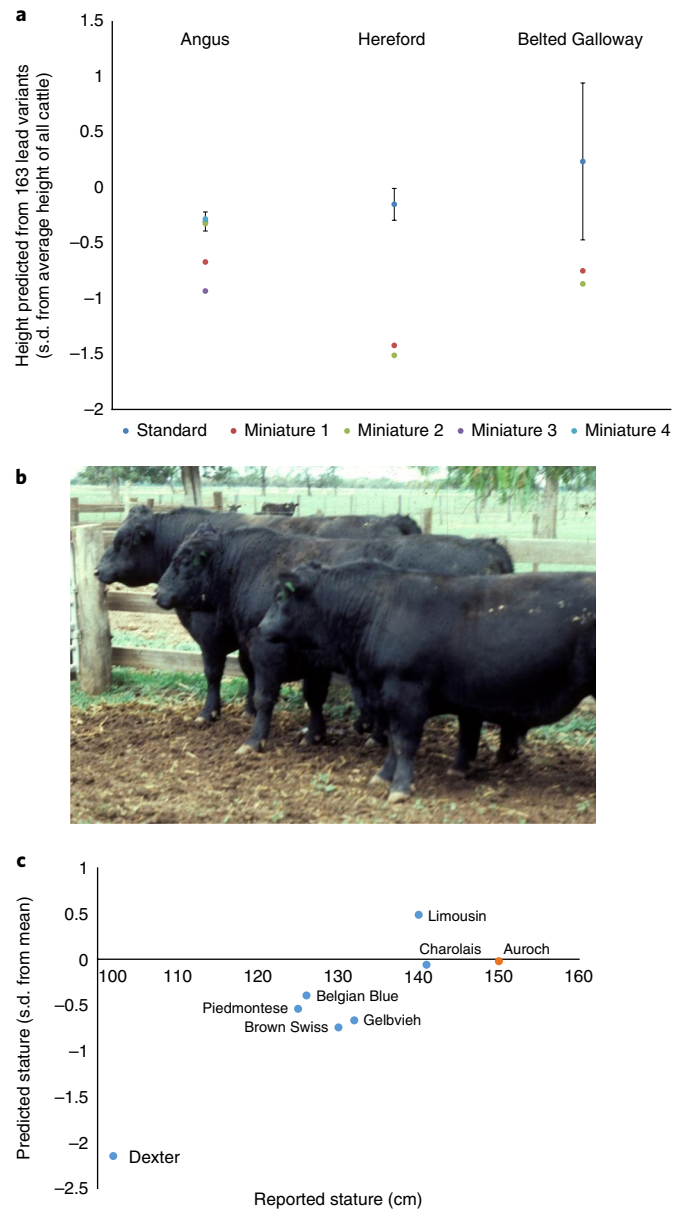 a
Height predicted from 163 lead variants
(s.d. from average height of all cattle)
1.5
1
0.5
0
–0.5
–1
–1.5
–2
Angus Hereford Belted Galloway
Standard Miniature 1 Miniature 2 Miniature 3 Miniature 4
b
c
Predicted stature (s.d. from mean)
1
0.5
0
–0.5
–1
–1.5
–2
–2.5
Limousin
Charolais Auroch
100 110 120 130 140 150 160
Belgian Blue
Piedmontese
Gelbvieh
Brown Swiss
Dexter
Reported stature (cm)